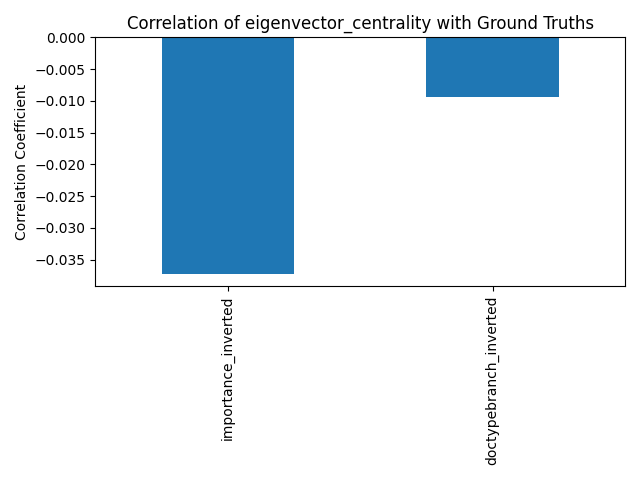 Correlation of eigenvector_centrality with Ground Truths
Correlation Coefficient
0.000
−0.005
−0.010
−0.015
−0.020
−0.025
−0.030
−0.035
importance_inverted
doctypebranch_inverted